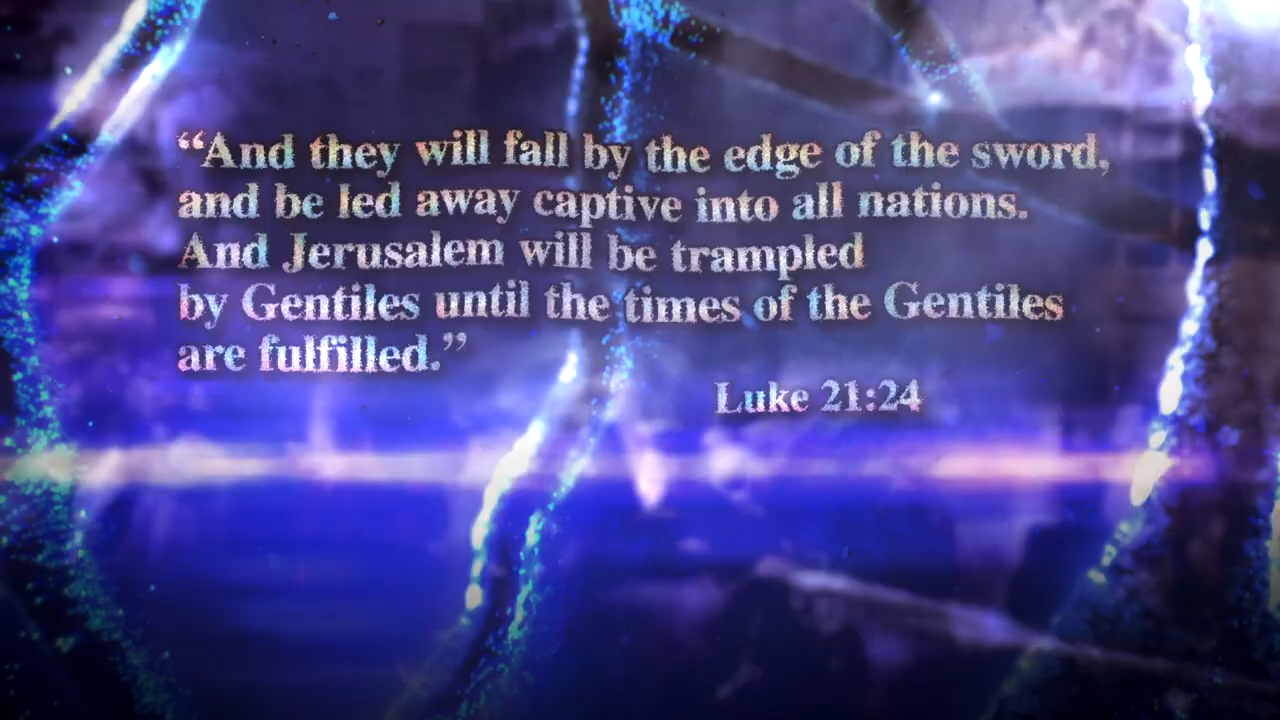 “And they will fall by the edge of the sword,
and be led away captive into all nations.
And Jerusalem will be trampled
by Gentiles until the times of the Gentiles
are fulfilled.”
Luke 21:24